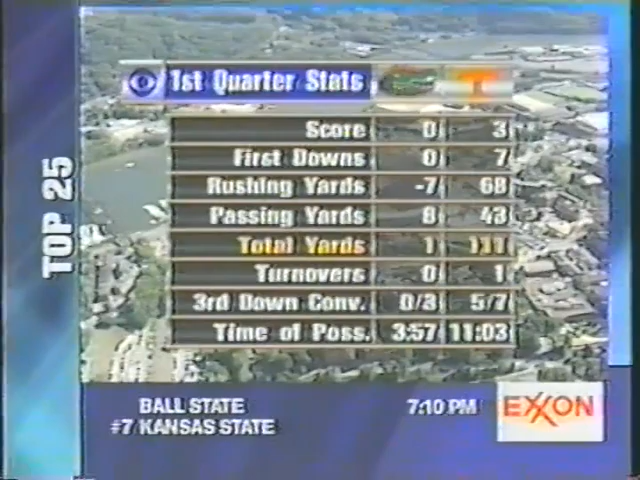 TOP 25
1st Quarter Stats T
Score 0 3
First Downs 0 7
Rushing Yards -7 68
Passing Yards 8 43
Total Yards 1 111
Turnovers 0 1
3rd Down Conv. 0/3 5/7
Time of Poss. 3:57 11:03
BALL STATE 7:10 PM
#7 KANSAS STATE
EXXON